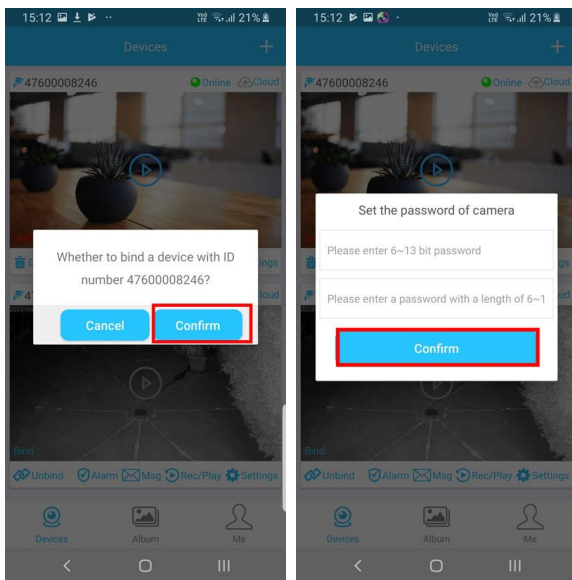 15:12
21%
Devices
47600008246
Online
Cloud
Whether to bind a device with ID
number 47600008246?
Cancel
Confirm
Bind
Unbind
Alarm
Msg
Rec/Play
Settings
Devices
Album
Me
15:12
21%
Devices
47600008246
Online
Cloud
Set the password of camera
Please enter 6~13 bit password
Please enter a password with a length of 6~1
Confirm
Bind
Unbind
Alarm
Msg
Rec/Play
Settings
Devices
Album
Me